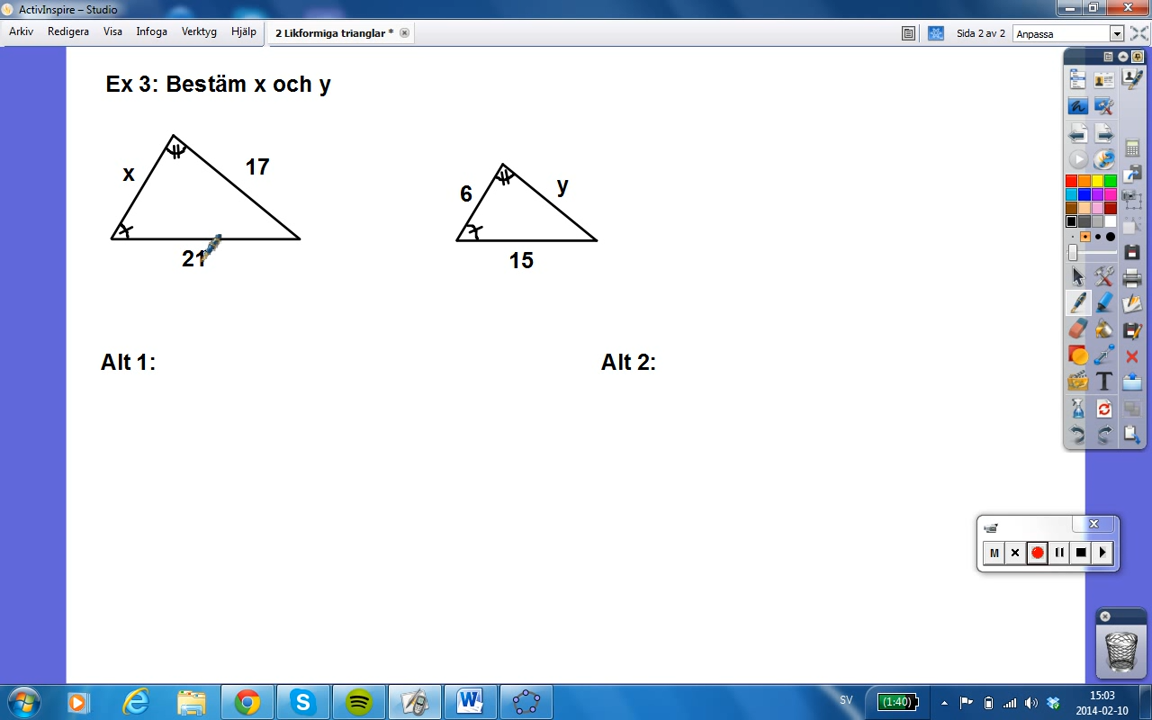 ActivInspire – Studio
Arkiv Redigera Visa Infoga Verktyg Hjälp 2 Likformiga trianglar * Sida 2 av 2 Anpassa
Ex 3: Bestäm x och y
x 17 6 y
21 15
Alt 1: Alt 2:
M
SV (1:40) 15:03
2014-02-10